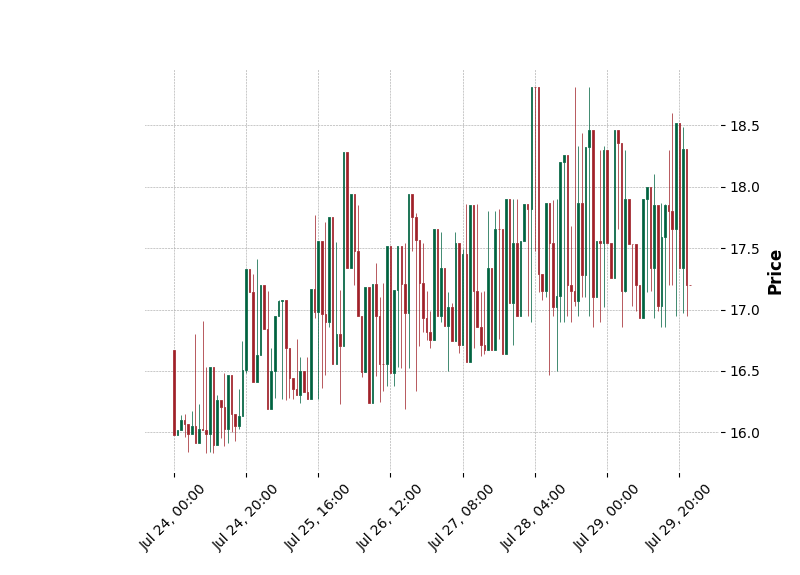 18.5
18.0
17.5
17.0
16.5
16.0
Price
Jul 24, 00:00
Jul 24, 20:00
Jul 25, 16:00
Jul 26, 12:00
Jul 27, 08:00
Jul 28, 04:00
Jul 29, 00:00
Jul 29, 20:00